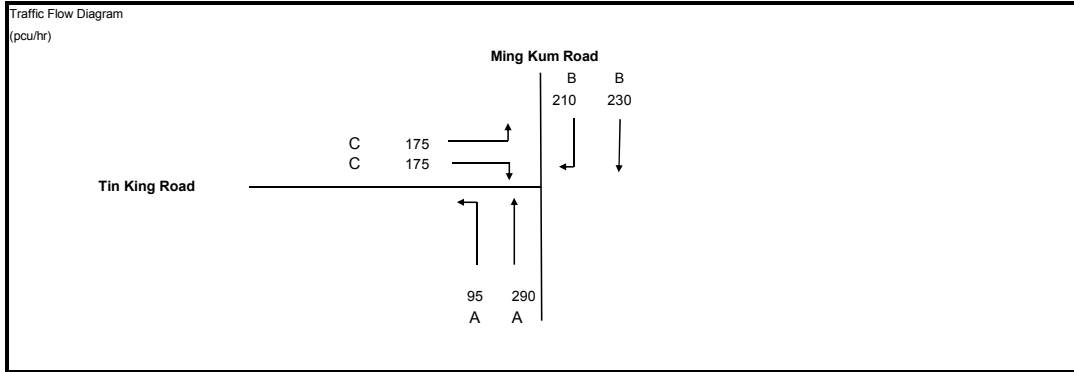 Traffic Flow Diagram
(pcu/hr)
Ming Kum Road
B B
210 230
C 175
C 175
Tin King Road
95 290
A A